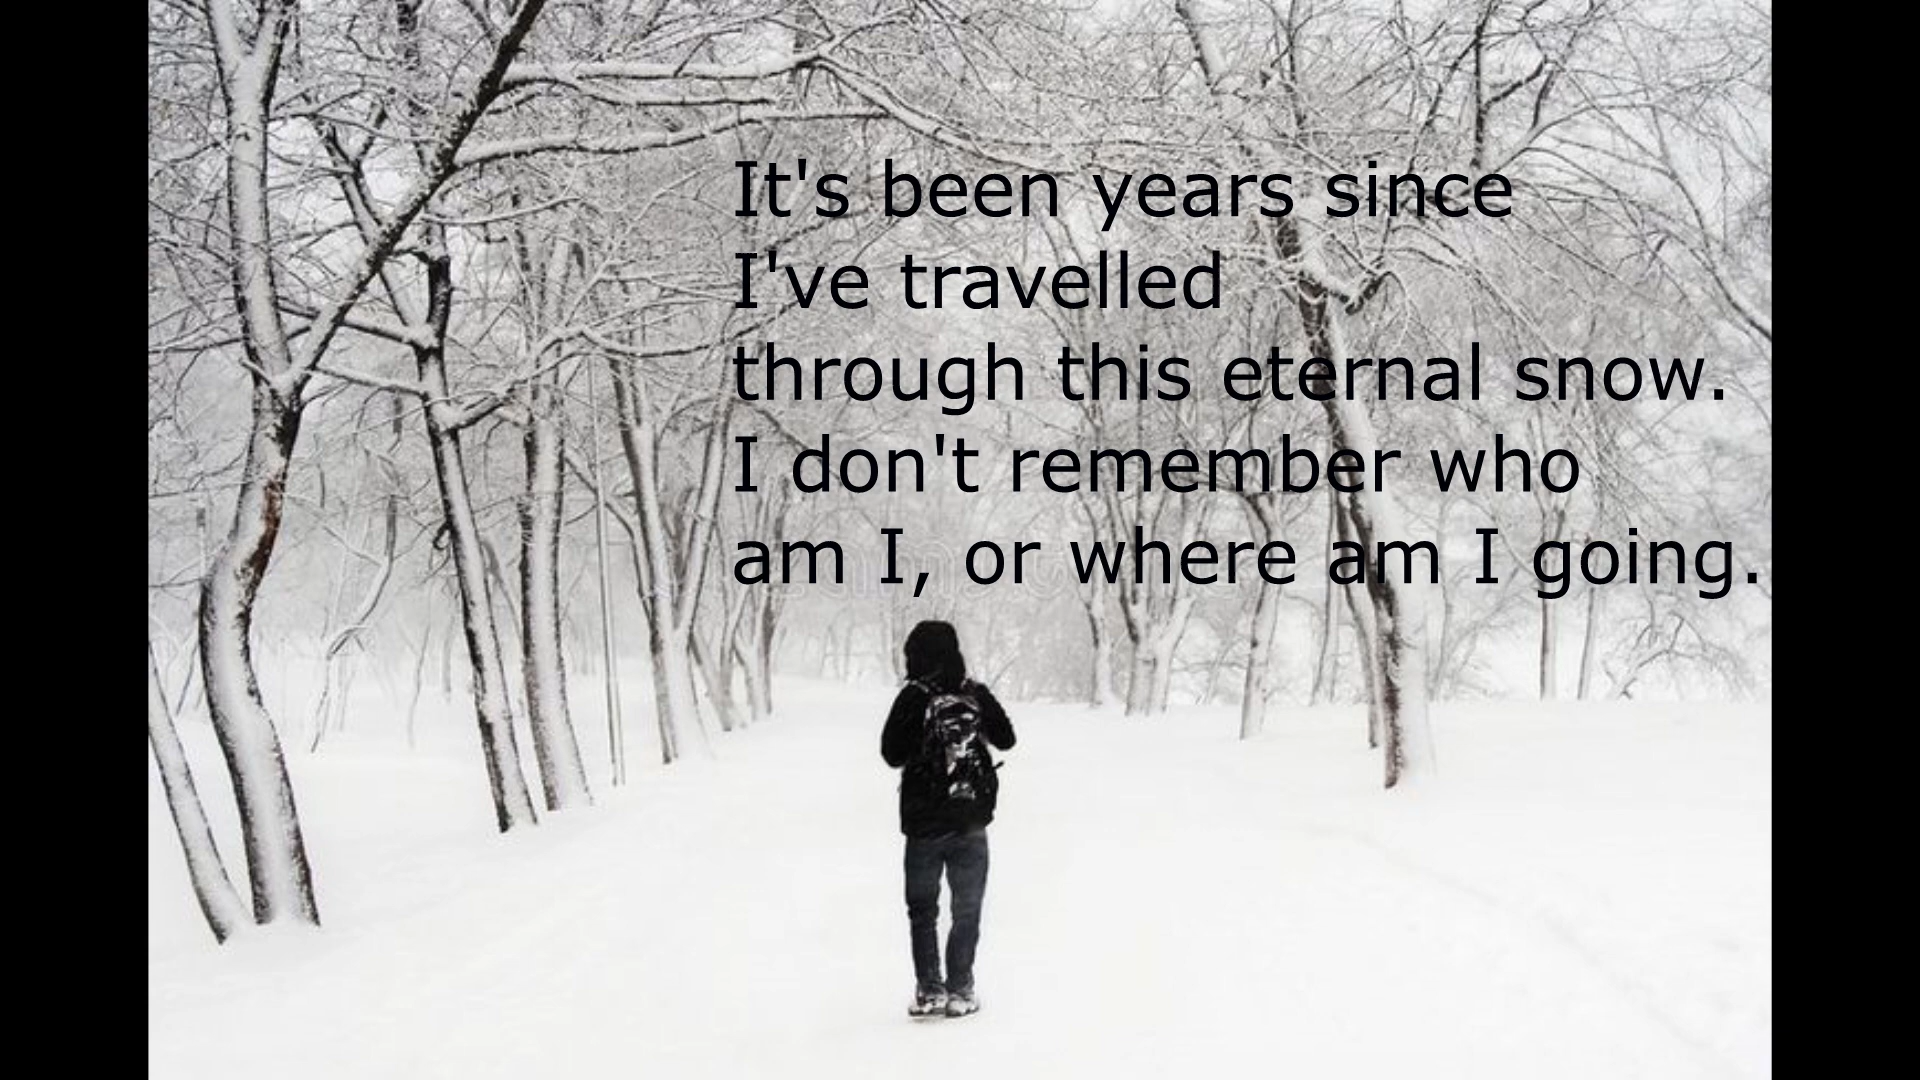 It's been years since
I've travelled
through this eternal snow.
I don't remember who
am I, or where am I going.